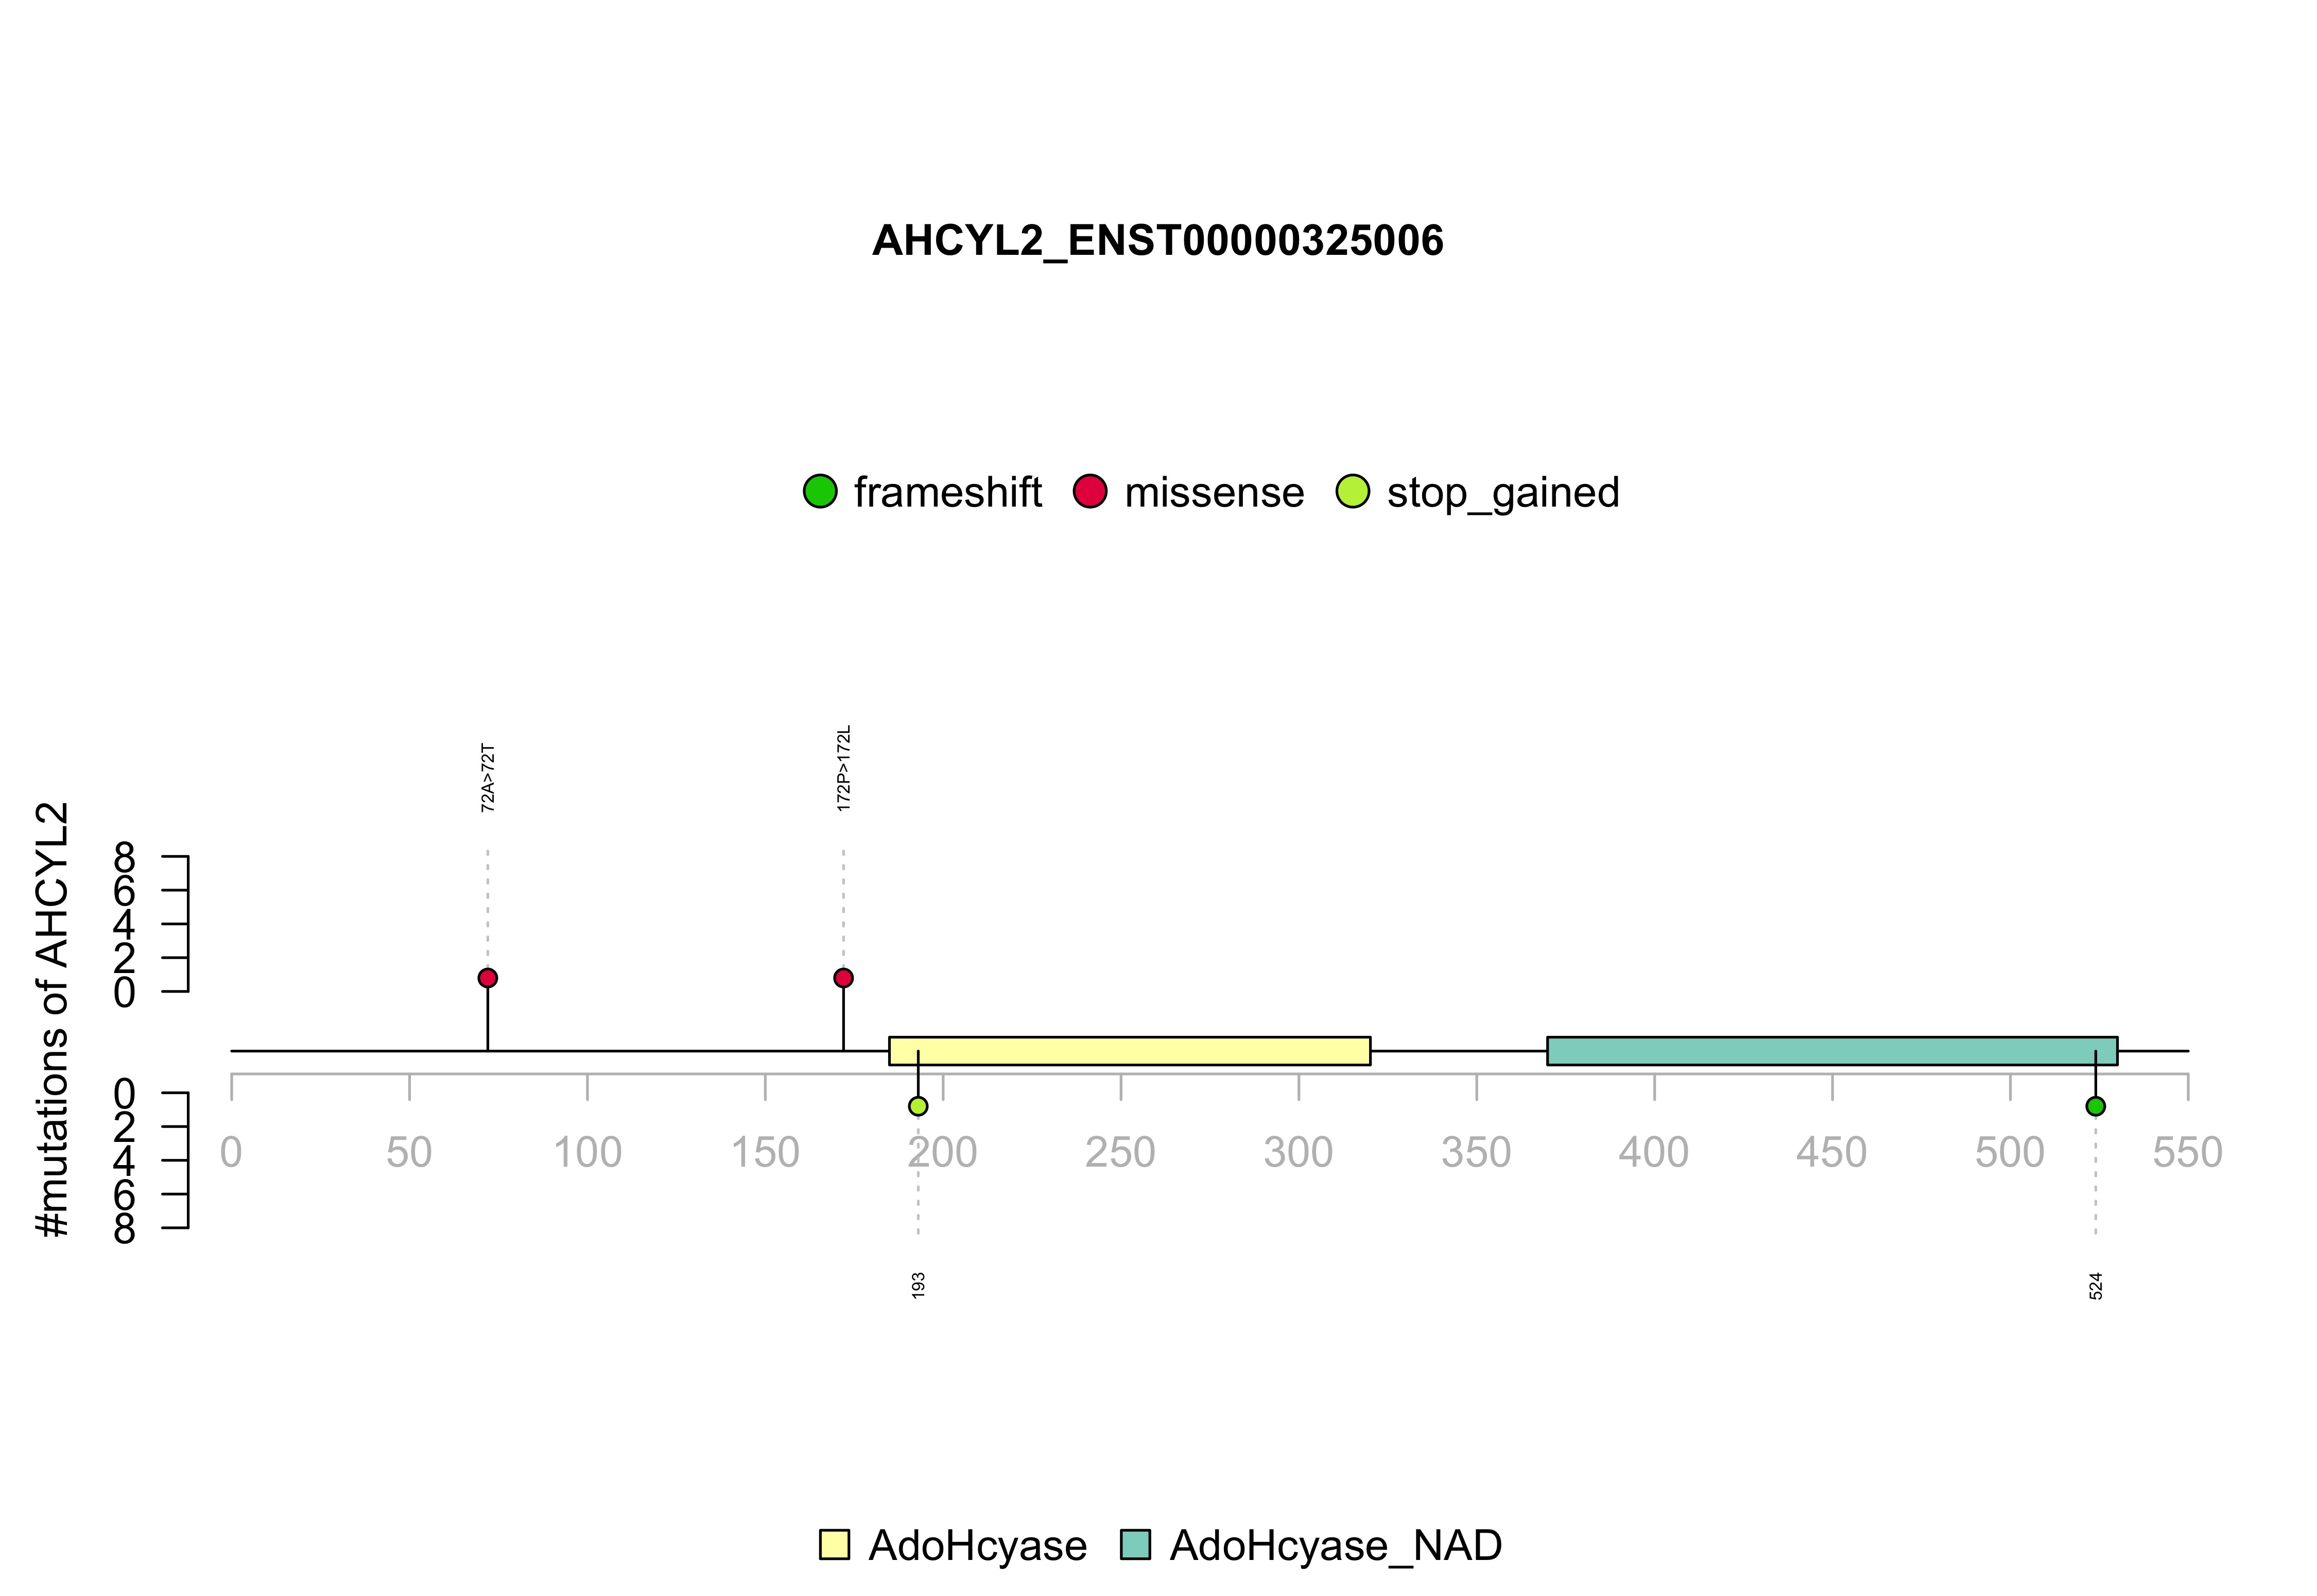 AHCYL2_ENST00000325006
frameshift missense stop_gained
72A>72T
172P>172L
#mutations of AHCYL2
8
6
4
2
0
0
2
4
6
8
0 50 100 150 200 250 300 350 400 450 500 550
193
524
AdoHcyase AdoHcyase_NAD